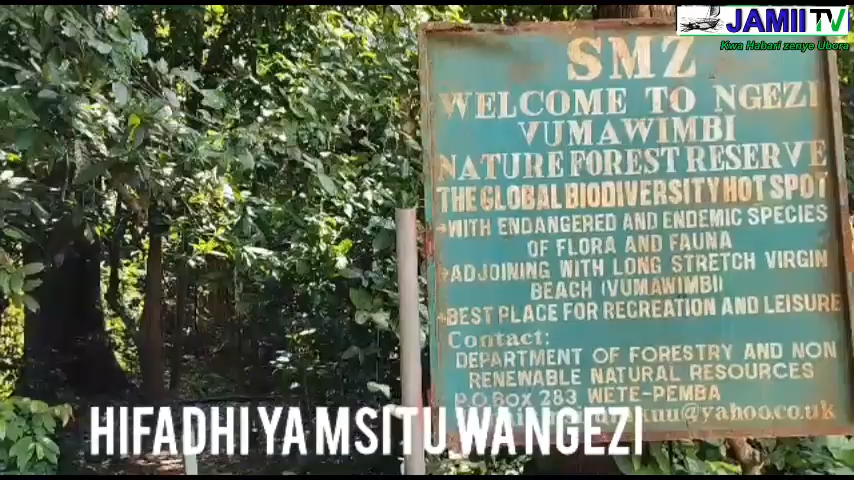 JAMII TV
Kwa Habari zenye Ubora
SMZ
WELCOME TO NGEZI
VUMAWIMBI
NATURE FOREST RESERVE
THE GLOBAL BIODIVERSITY HOT SPOT
WITH ENDANGERED AND ENDEMIC SPECIES
OF FLORA AND FAUNA
ADJOINING WITH LONG STRETCH VIRGIN
BEACH (VUMAWIMBI)
BEST PLACE FOR RECREATION AND LEISURE
Contact:
DEPARTMENT OF FORESTRY AND NON
RENEWABLE NATURAL RESOURCES
P.O BOX 283 WETE-PEMBA
@yahoo.co.uk
HIFADHI YA MSITU WA NGEZI